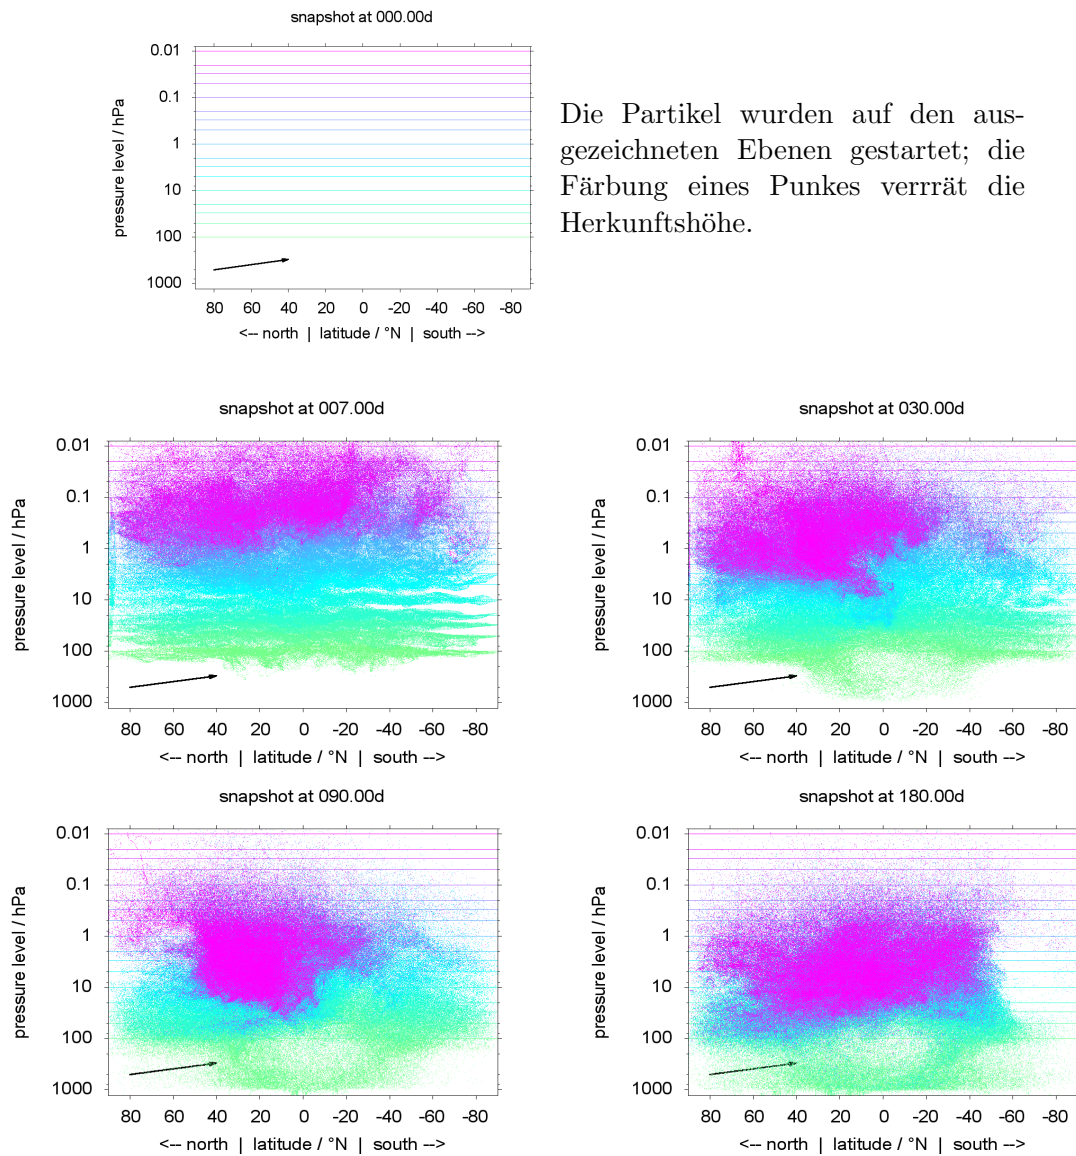 snapshot at 000.00d
0.01
0.1
1
10
100
1000
pressure level / hPa
80 60 40 20 0 -20 -40 -60 -80
<-- north | latitude / °N | south -->
Die Partikel wurden auf den aus-
gezeichneten Ebenen gestartet; die
Färbung eines Punkes verrrät die
Herkunftshöhe.
snapshot at 007.00d
0.01
0.1
1
10
100
1000
pressure level / hPa
80 60 40 20 0 -20 -40 -60 -80
<-- north | latitude / °N | south -->
snapshot at 030.00d
0.01
0.1
1
10
100
1000
pressure level / hPa
80 60 40 20 0 -20 -40 -60 -80
<-- north | latitude / °N | south -->
snapshot at 090.00d
0.01
0.1
1
10
100
1000
pressure level / hPa
80 60 40 20 0 -20 -40 -60 -80
<-- north | latitude / °N | south -->
snapshot at 180.00d
0.01
0.1
1
10
100
1000
pressure level / hPa
80 60 40 20 0 -20 -40 -60 -80
<-- north | latitude / °N | south -->